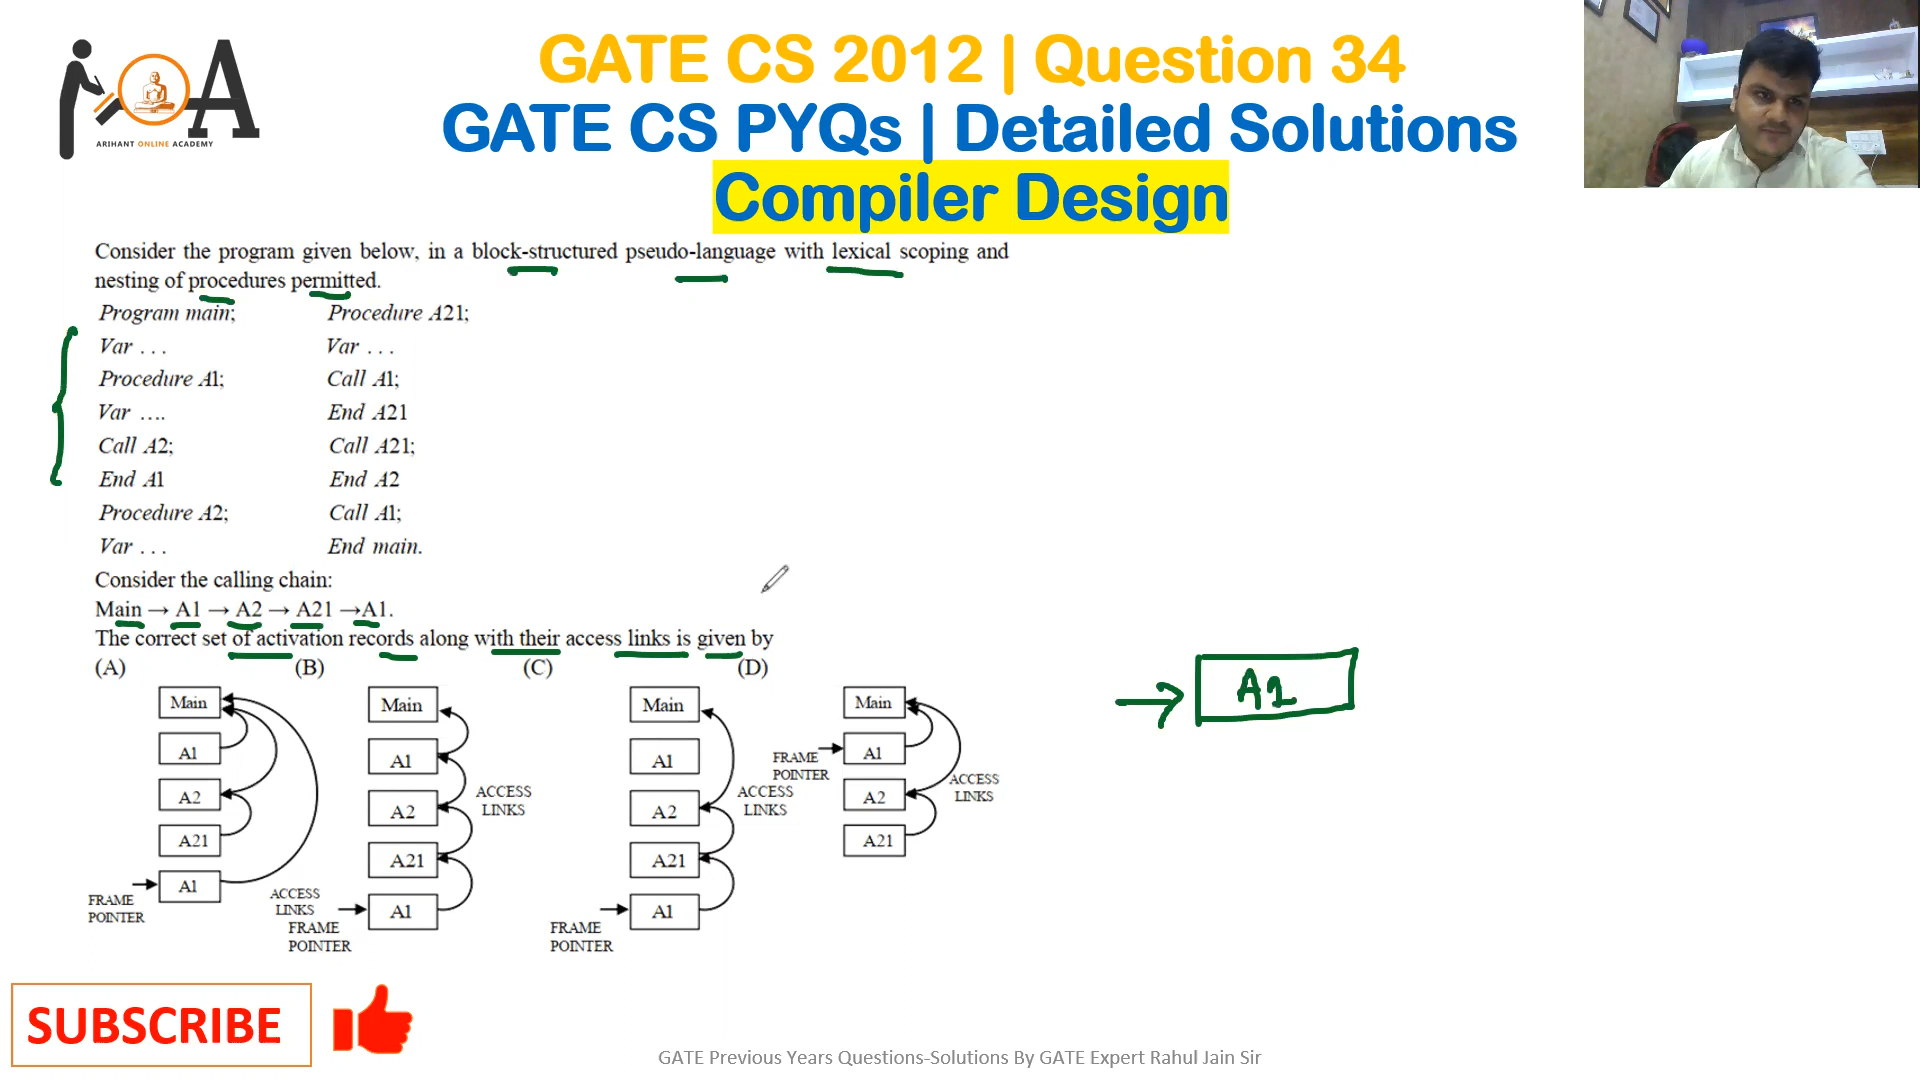 ARIHANT ONLINE ACADEMY
GATE CS 2012 | Question 34
GATE CS PYQs | Detailed Solutions
Compiler Design
Consider the program given below, in a block-structured pseudo-language with lexical scoping and
nesting of procedures permitted.
Program main;
Var . . .
Procedure A1;
Var ....
Call A2;
End A1
Procedure A2;
Var . . .
Procedure A21;
Var . . .
Call A1;
End A21
Call A21;
End A2
Call A1;
End main.
Consider the calling chain:
Main → A1 → A2 → A21 →A1.
The correct set of activation records along with their access links is given by
(A)
(B)
(C)
(D)
Main
A1
A2
A21
A1
FRAME
POINTER
Main
A1
A2
A21
A1
ACCESS
LINKS
ACCESS
LINKS
FRAME
POINTER
Main
A1
A2
A21
A1
ACCESS
LINKS
FRAME
POINTER
Main
A1
A2
A21
FRAME
POINTER
ACCESS
LINKS
A1
SUBSCRIBE
GATE Previous Years Questions-Solutions By GATE Expert Rahul Jain Sir